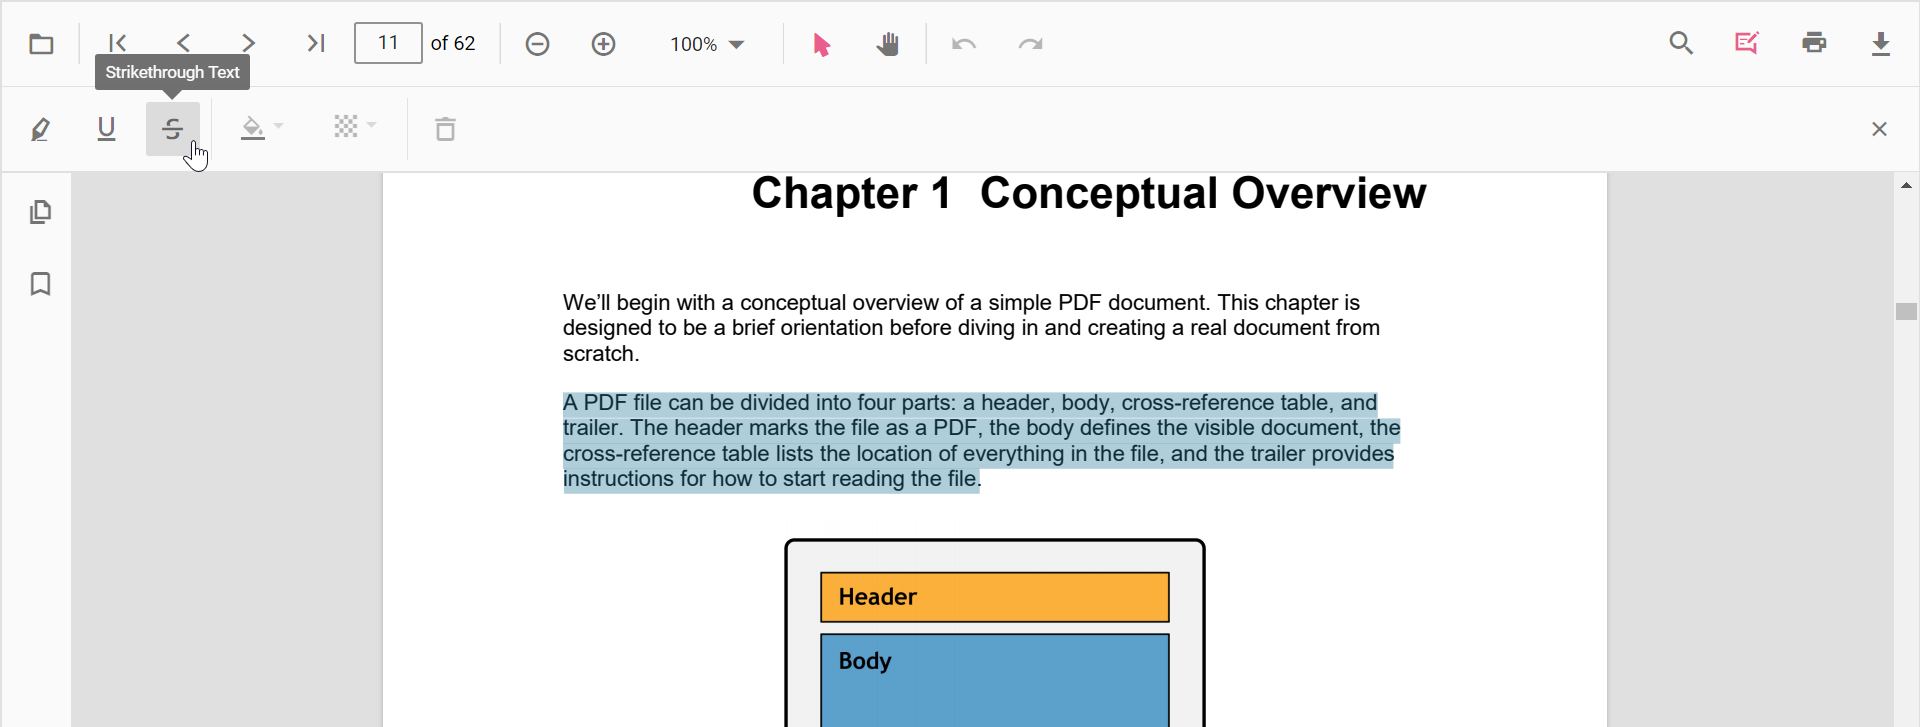 11 of 62
100%
Strikethrough Text
Chapter 1 Conceptual Overview
We’ll begin with a conceptual overview of a simple PDF document. This chapter is
designed to be a brief orientation before diving in and creating a real document from
scratch.
A PDF file can be divided into four parts: a header, body, cross-reference table, and
trailer. The header marks the file as a PDF, the body defines the visible document, the
cross-reference table lists the location of everything in the file, and the trailer provides
instructions for how to start reading the file.
Header
Body